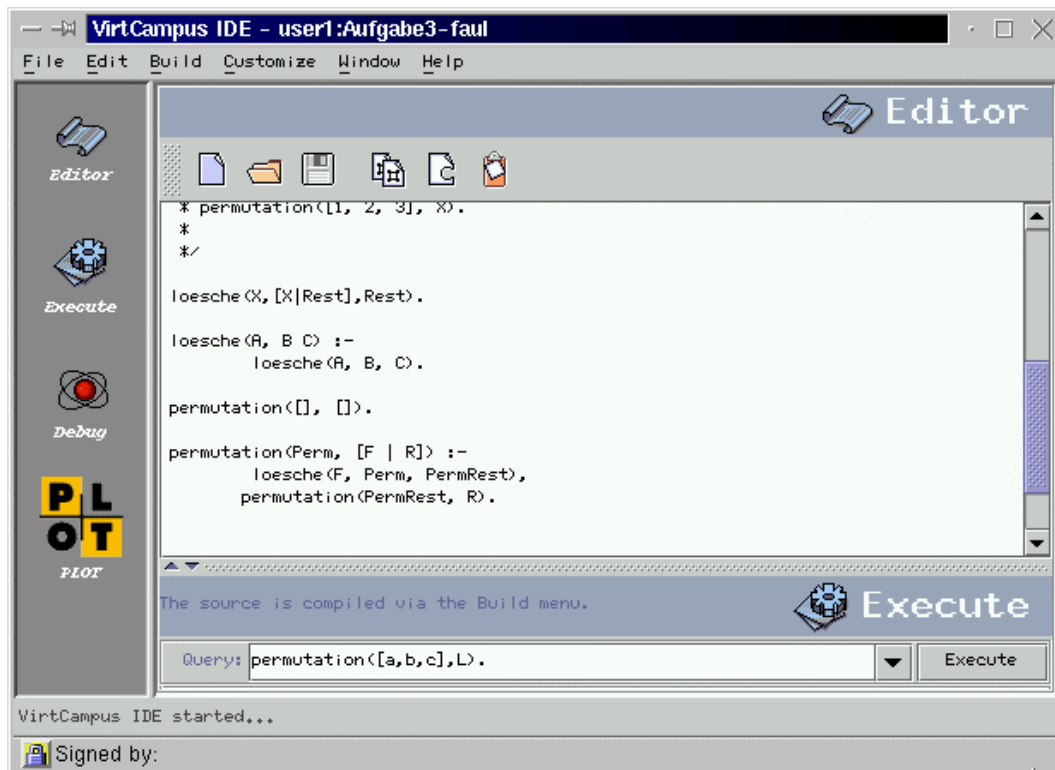 VirtCampus IDE - user1:Aufgabe3-faul
File Edit Build Customize Window Help
Editor
Editor
* permutation([1, 2, 3], X).
*
*/
loesche(X,[X|Rest],Rest).
Execute
loesche(A, B C) :-
loesche(A, B, C).
permutation([], []).
Debug
permutation(Perm, [F | R]) :-
loesche(F, Perm, PermRest),
permutation(PermRest, R).
PLOT
PLOT
The source is compiled via the Build menu.
Execute
Query: permutation([a,b,c],L). Execute
VirtCampus IDE started...
Signed by: